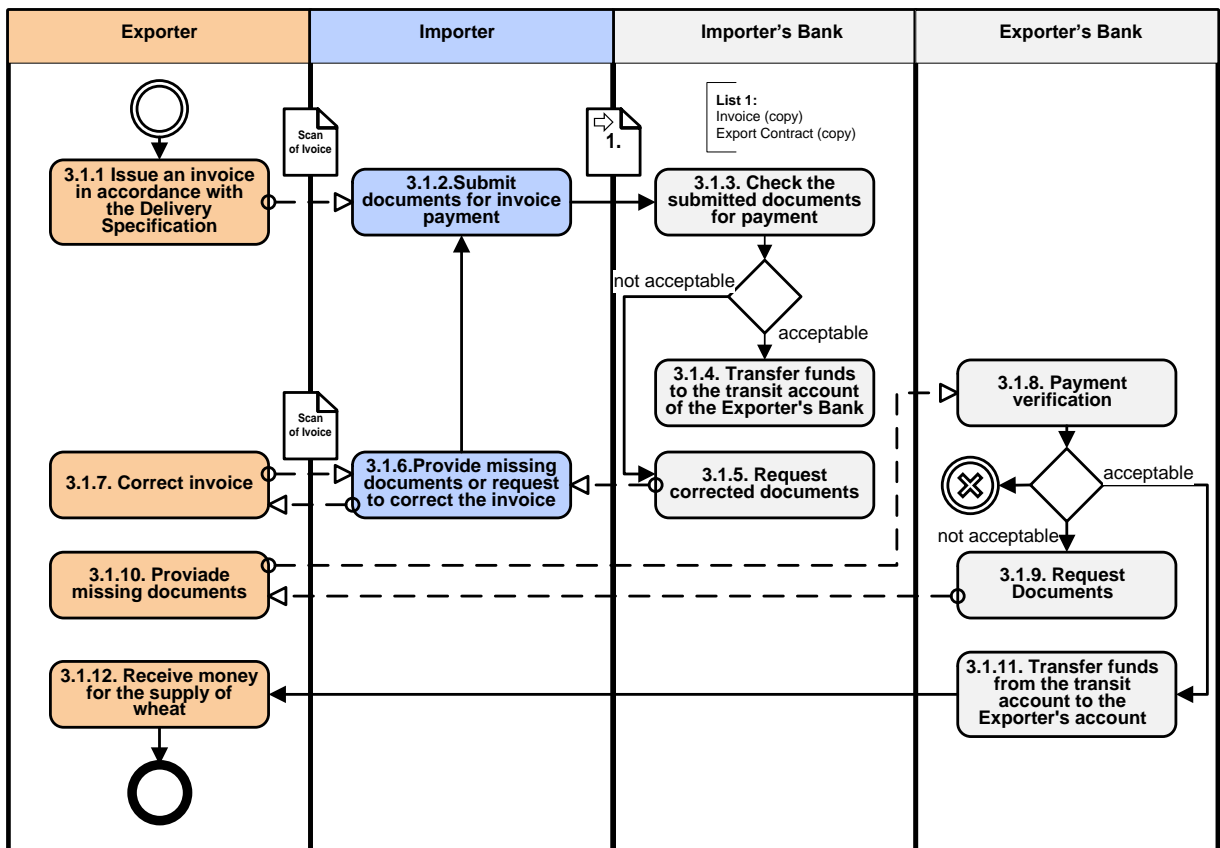 Exporter
Importer
Importer's Bank
Exporter's Bank
List 1:
Invoice (copy)
Export Contract (copy)
Scan
of Ivoice
1.
3.1.1 Issue an invoice
in accordance with
the Delivery
Specification
3.1.2.Submit
documents for invoice
payment
3.1.3. Check the
submitted documents
for payment
not acceptable
acceptable
3.1.4. Transfer funds
to the transit account
of the Exporter's Bank
3.1.8. Payment
verification
Scan
of Ivoice
3.1.7. Correct invoice
3.1.6.Provide missing
documents or request
to correct the invoice
3.1.5. Request
corrected documents
acceptable
not acceptable
3.1.10. Proviade
missing documents
3.1.9. Request
Documents
3.1.12. Receive money
for the supply of
wheat
3.1.11. Transfer funds
from the transit
account to the
Exporter's account